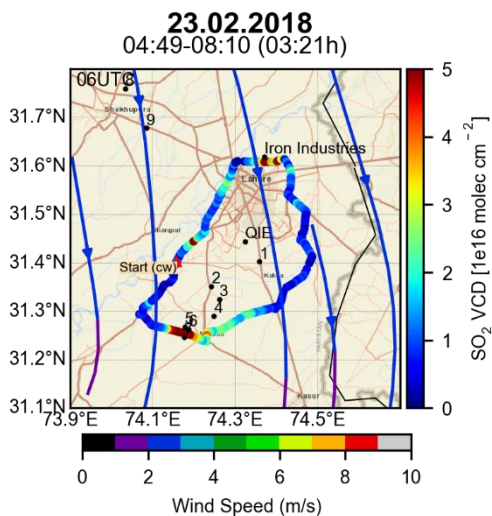 23.02.2018
04:49-08:10 (03:21h)
06UTC
8
Shekhupura
9
Iron Industries
Lahore
QIE
1
Start (cw)
2
3
4
5
6
Kasur
31.7°N
31.6°N
31.5°N
31.4°N
31.3°N
31.2°N
31.1°N
73.9°E
74.1°E
74.3°E
74.5°E
5
4
3
2
1
0
SO₂ VCD [1e16 molec cm⁻²]
0 2 4 6 8 10
Wind Speed (m/s)